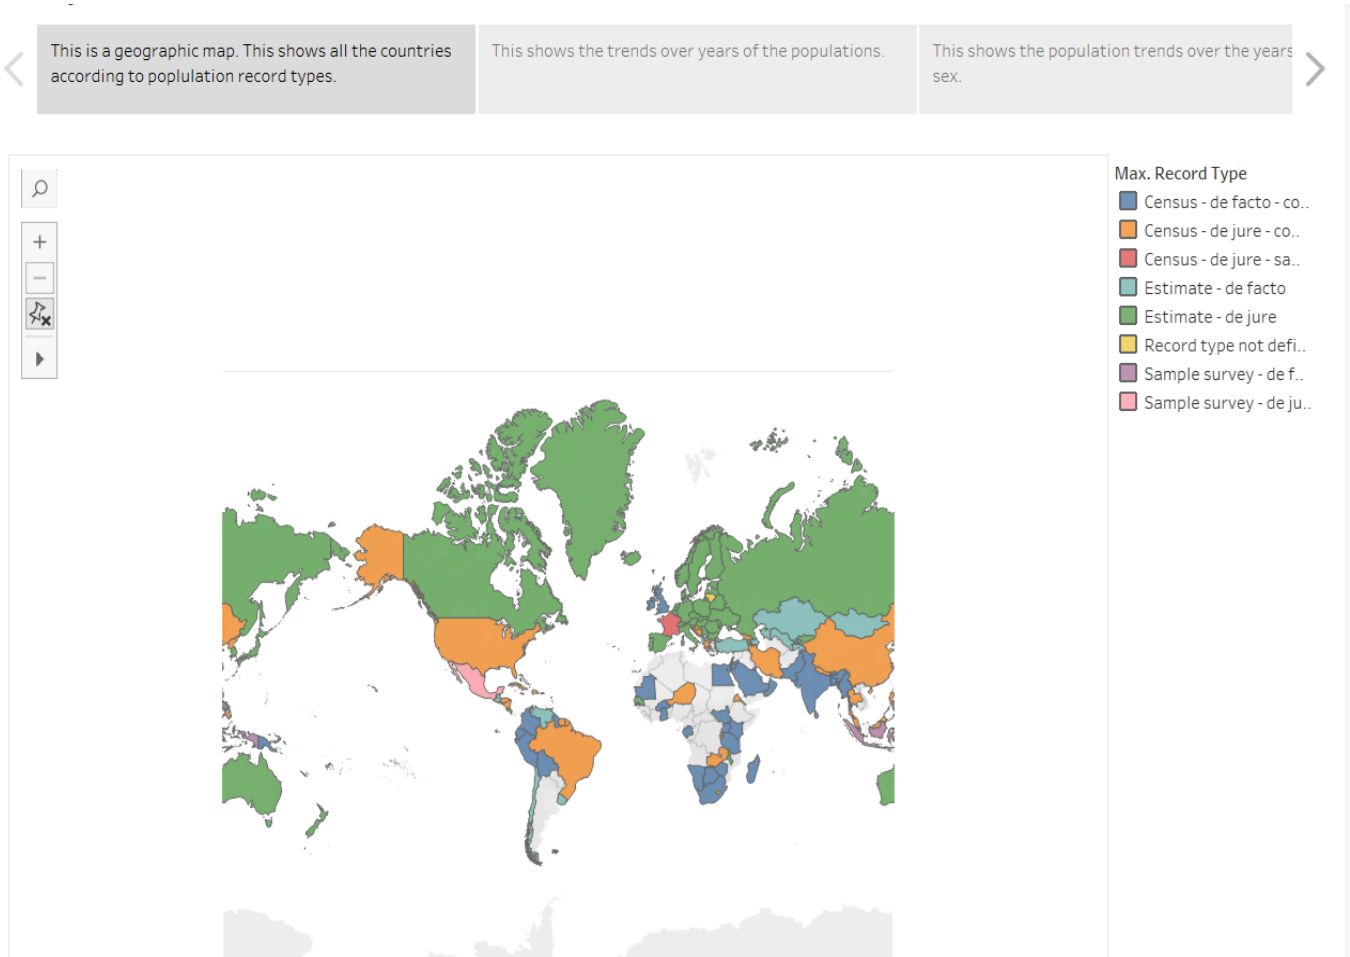 This is a geographic map. This shows all the countries
according to poplulation record types.
This shows the trends over years of the populations.
This shows the population trends over the years
sex.
Max. Record Type
Census - de facto - co..
Census - de jure - co..
Census - de jure - sa..
Estimate - de facto
Estimate - de jure
Record type not defi..
Sample survey - de f..
Sample survey - de ju..